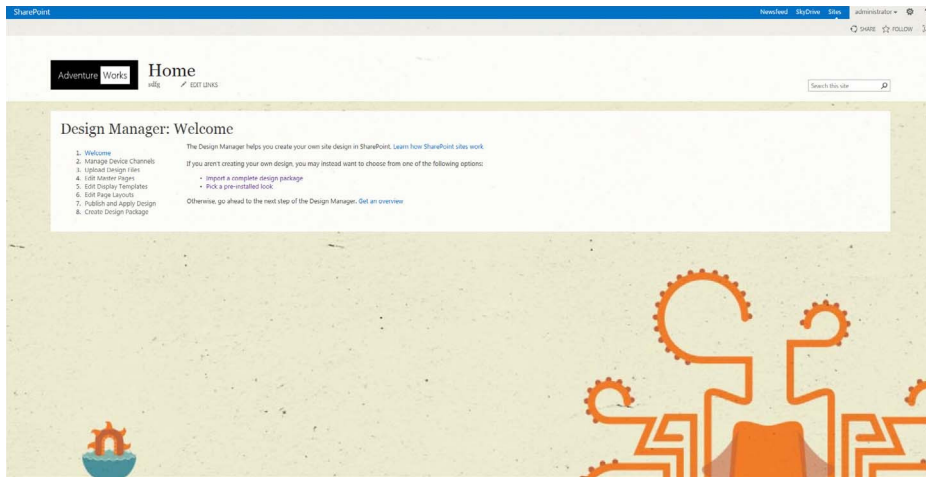 SharePoint
Newsfeed SkyDrive Sites administrator
SHARE FOLLOW
Adventure Works
Home
EDIT LINKS
Search this site
Design Manager: Welcome
1. Welcome
2. Manage Device Channels
3. Upload Design Files
4. Edit Master Pages
5. Edit Display Templates
6. Edit Page Layouts
7. Publish and Apply Design
8. Create Design Package
The Design Manager helps you create your own site design in SharePoint. Learn how SharePoint sites work
If you aren't creating your own design, you may instead want to choose from one of the following options:
• Import a complete design package
• Pick a pre-installed look
Otherwise, go ahead to the next step of the Design Manager. Get an overview